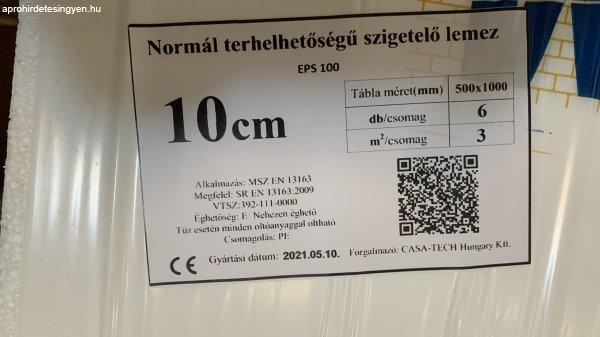 aprohirdetesingyen.hu
Normál terhelhetőségű szigetelő lemez
EPS 100
10cm
Tábla méret(mm) 500x1000
db/csomag 6
m²/csomag 3
Alkalmazás: MSZ EN 13163
Megfelel: SR EN 13163:2009
VTSZ:392-111-0000
Éghetőség: E Nehezen éghető
Tűz esetén minden oltóanyaggal oltható
Csomagolás: PE
CE Gyártási dátum: 2021.05.10. Forgalmazó: CASA-TECH Hungary Kft.